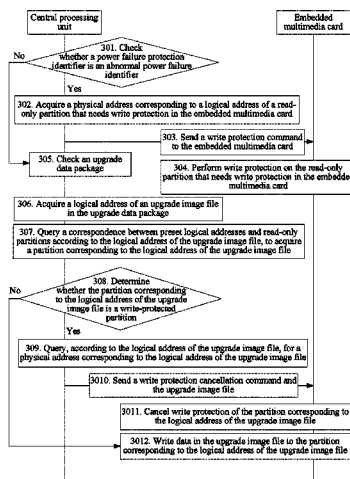 Central processing
unit
Embedded
multimedia card
301. Check
whether a power failure protection
identifier is an abnormal power failure
identifier
No
Yes
302. Acquire a physical address corresponding to a logical address of a read-
only partition that needs write protection in the embedded multimedia card
303. Send a write protection command
to the embedded multimedia card
305. Check an upgrade
data package
304. Perform write protection on the read-only
partition that needs write protection in the embedded
multimedia card
306. Acquire a logical address of an upgrade image file
in the upgrade data package
307. Query a correspondence between preset logical addresses and read-only
partitions according to the logical address of the upgrade image file, to acquire
a partition corresponding to the logical address of the upgrade image file
308. Determine
whether the partition corresponding
to the logical address of the upgrade
image file is a write-protected
partition
No
Yes
309. Query, according to the logical address of the upgrade image file, for a
physical address corresponding to the logical address of the upgrade image file
3010. Send a write protection cancellation command and
the upgrade image file
3011. Cancel write protection of the partition corresponding to
the logical address of the upgrade image file
3012. Write data in the upgrade image file to the partition
corresponding to the logical address of the upgrade image file